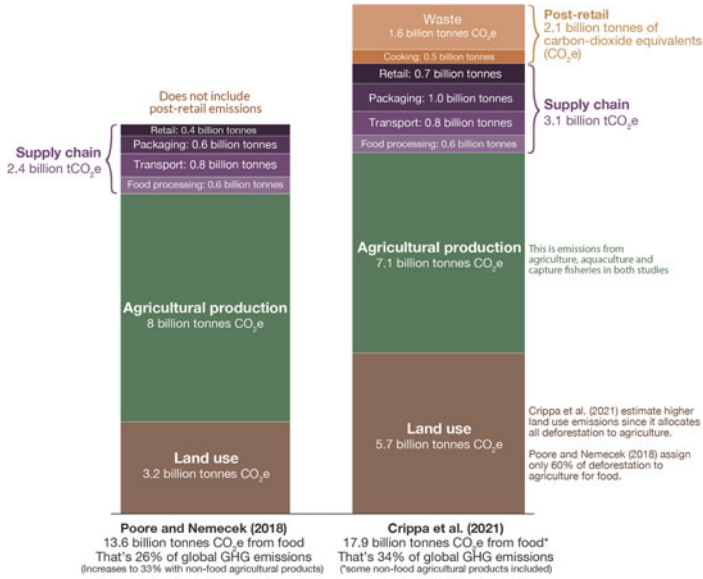 Waste
1.6 billion tonnes CO₂e
Cooking: 0.5 billion tonnes
Post-retail
2.1 billion tonnes of
carbon-dioxide equivalents
(CO₂e)
Retail: 0.7 billion tonnes
Packaging: 1.0 billion tonnes
Transport: 0.8 billion tonnes
Food processing: 0.6 billion tonnes
Supply chain
3.1 billion tCO₂e
Does not include
post-retail emissions
Supply chain
2.4 billion tCO₂e
Retail: 0.4 billion tonnes
Packaging: 0.6 billion tonnes
Transport: 0.8 billion tonnes
Food processing: 0.6 billion tonnes
Agricultural production
8 billion tonnes CO₂e
Agricultural production
7.1 billion tonnes CO₂e
This is emissions from
agriculture, aquaculture and
capture fisheries in both studies
Land use
3.2 billion tonnes CO₂e
Land use
5.7 billion tonnes CO₂e
Crippa et al. (2021) estimate higher
land use emissions since it allocates
all deforestation to agriculture.
Poore and Nemecek (2018) assign
only 60% of deforestation to
agriculture for food.
Poore and Nemecek (2018)
13.6 billion tonnes CO₂e from food
That's 26% of global GHG emissions
(Increases to 33% with non-food agricultural products)
Crippa et al. (2021)
17.9 billion tonnes CO₂e from food*
That's 34% of global GHG emissions
(*some non-food agricultural products included)